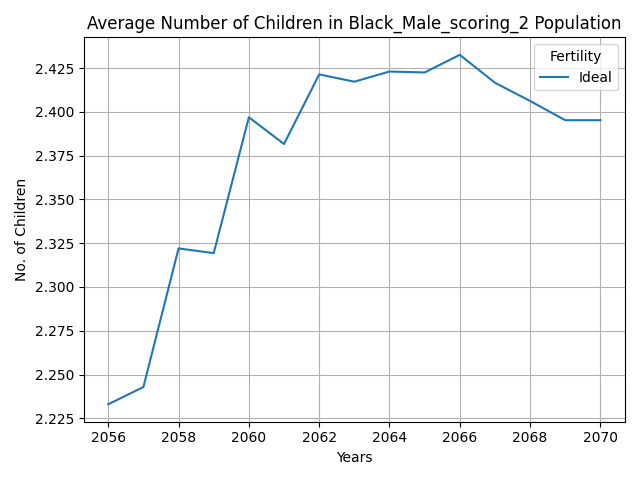 Average Number of Children in Black_Male_scoring_2 Population
Fertility
Ideal
2.425
2.400
2.375
2.350
2.325
2.300
2.275
2.250
2.225
No. of Children
2056 2058 2060 2062 2064 2066 2068 2070
Years